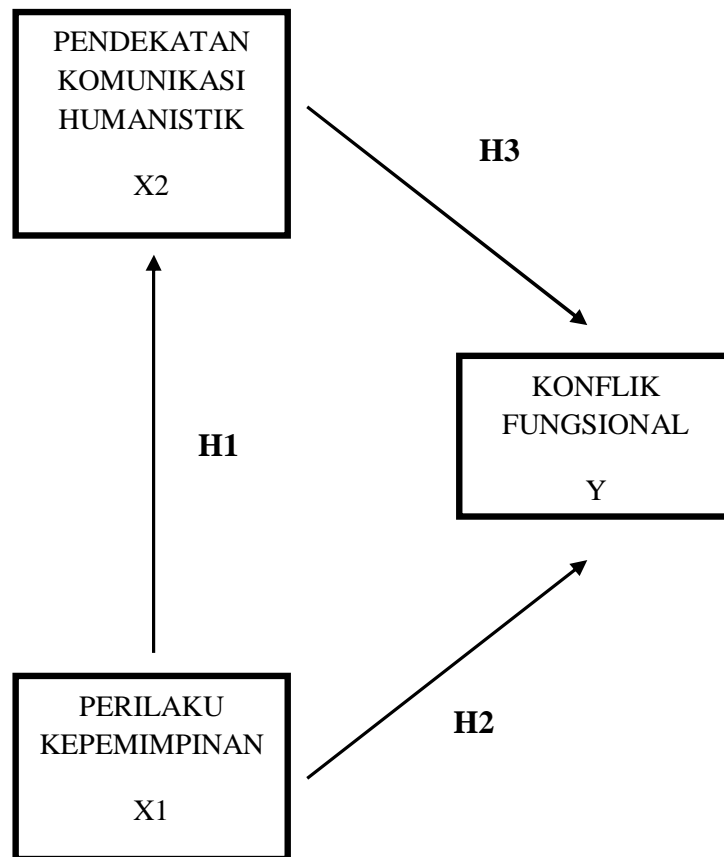 PENDEKATAN
KOMUNIKASI
HUMANISTIK
X2
H3
KONFLIK
FUNGSIONAL
Y
H1
PERILAKU
KEPEMIMPINAN
X1
H2